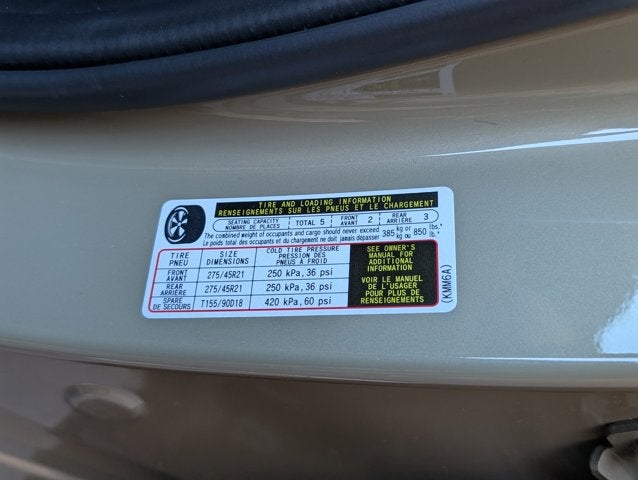 TIRE AND LOADING INFORMATION
RENSEIGNEMENTS SUR LES PNEUS ET LE CHARGEMENT
SEATING CAPACITY
NOMBRE DE PLACES
TOTAL 5
FRONT
AVANT 2
REAR
ARRIÈRE 3
The combined weight of occupants and cargo should never exceed
Le poids total des occupants et du chargement ne doit jamais dépasser
385 kg or
kg ou 850 lbs.*
lb.*
TIRE
PNEU
SIZE
DIMENSIONS
COLD TIRE PRESSURE
PRESSION DES
PNEUS À FROID
FRONT
AVANT
275/45R21
250 kPa, 36 psi
REAR
ARRIÈRE
275/45R21
250 kPa, 36 psi
SPARE
DE SECOURS
T155/90D18
420 kPa, 60 psi
SEE OWNER'S
MANUAL FOR
ADDITIONAL
INFORMATION
VOIR LE MANUEL
DE L'USAGER
POUR PLUS DE
RENSEIGNEMENTS
(KMM6A)